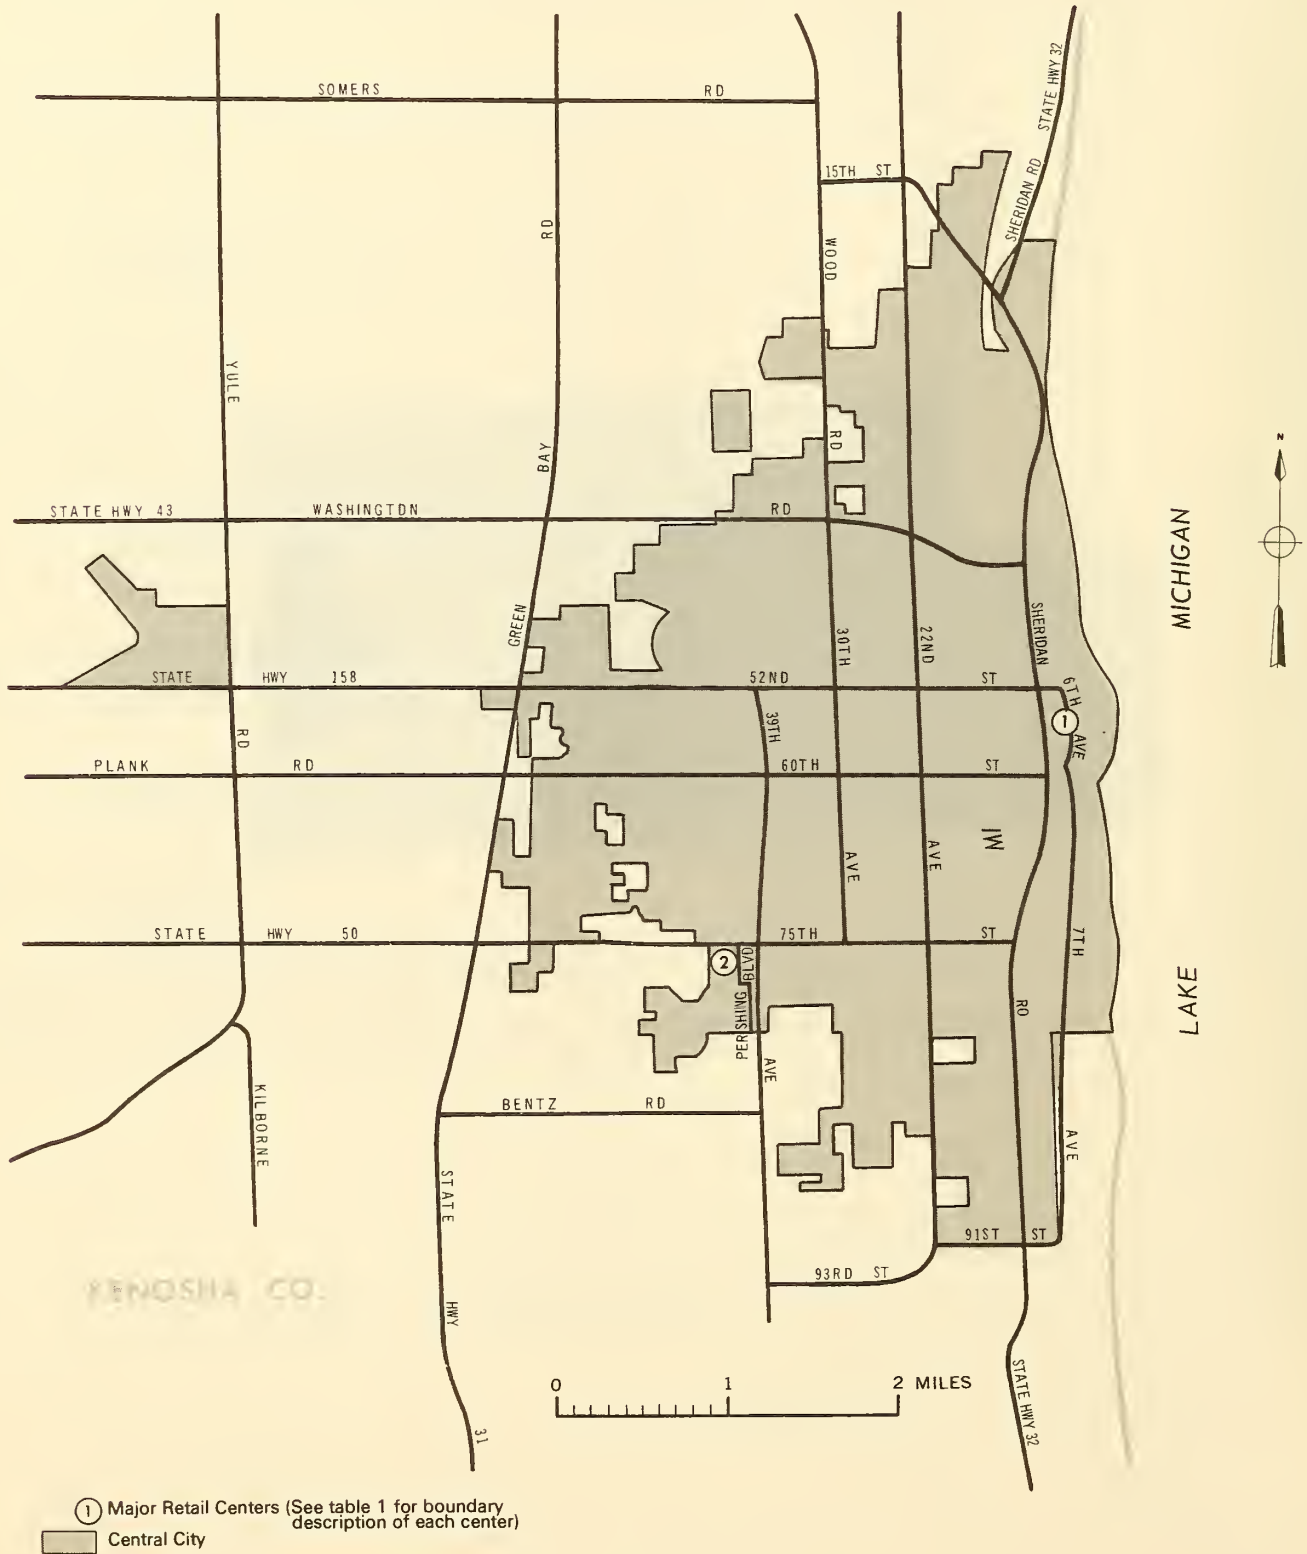 STATE HWY 32
SOMERS RD
SHERIDAN RD
15TH ST
RD
WOOD
YULE
BAY
RD
STATE HWY 43
WASHINGTON
RD
MICHIGAN
N
GREEN
30TH
22ND
SHERIDAN
STATE HWY 158
52ND ST
6TH
AVE
1
39TH
RD
PLANK RD
60TH ST
AVE
AVE
STATE HWY 50
75TH ST
7TH
2
BLVD
PERSHING
LAKE
RD
AVE
KILBORNE
BENTZ RD
AVE
STATE
91ST ST
93RD ST
KENOSHA CO.
HWY
0 1 2 MILES
STATE HWY 32
31
1 Major Retail Centers (See table 1 for boundary
description of each center)
Central City